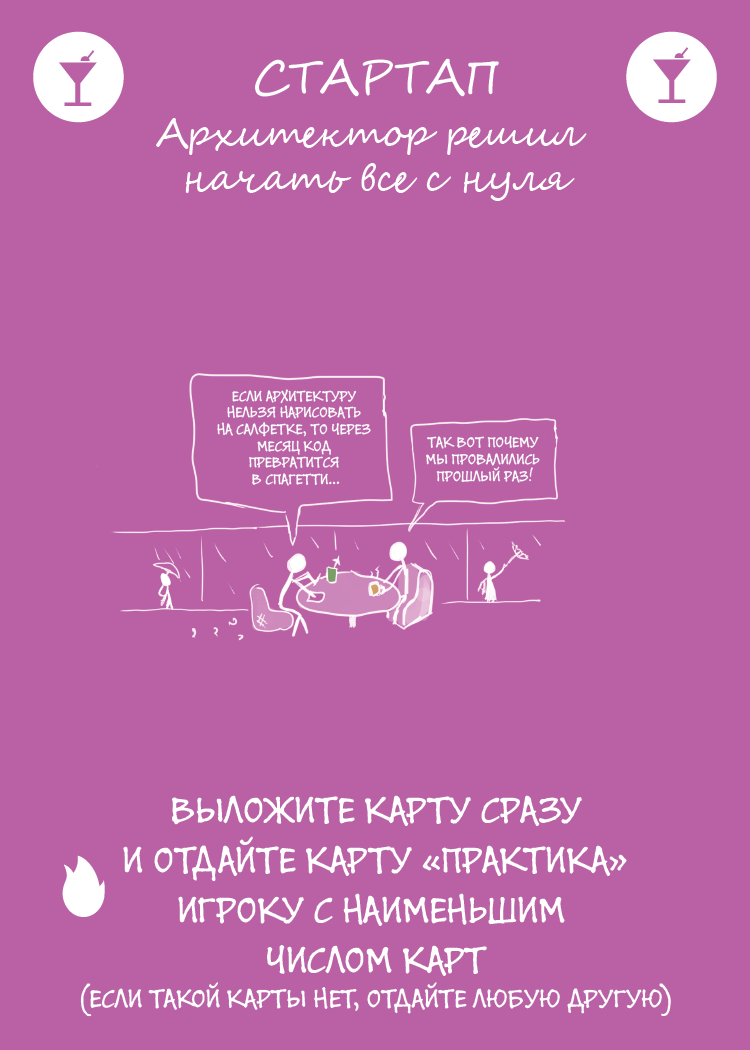 СТАРТАП
Архитектор решил
начать все с нуля
ЕСЛИ АРХИТЕКТУРУ
НЕЛЬЗЯ НАРИСОВАТЬ
НА САЛФЕТКЕ, ТО ЧЕРЕЗ
МЕСЯЦ КОД
ПРЕВРАТИТСЯ
В СПАГЕТТИ...
ТАК ВОТ ПОЧЕМУ
МЫ ПРОВАЛИЛИСЬ
ПРОШЛЫЙ РАЗ!
ВЫЛОЖИТЕ КАРТУ СРАЗУ
И ОТДАЙТЕ КАРТУ «ПРАКТИКА»
ИГРОКУ С НАИМЕНЬШИМ
ЧИСЛОМ КАРТ
(ЕСЛИ ТАКОЙ КАРТЫ НЕТ, ОТДАЙТЕ ЛЮБУЮ ДРУГУЮ)